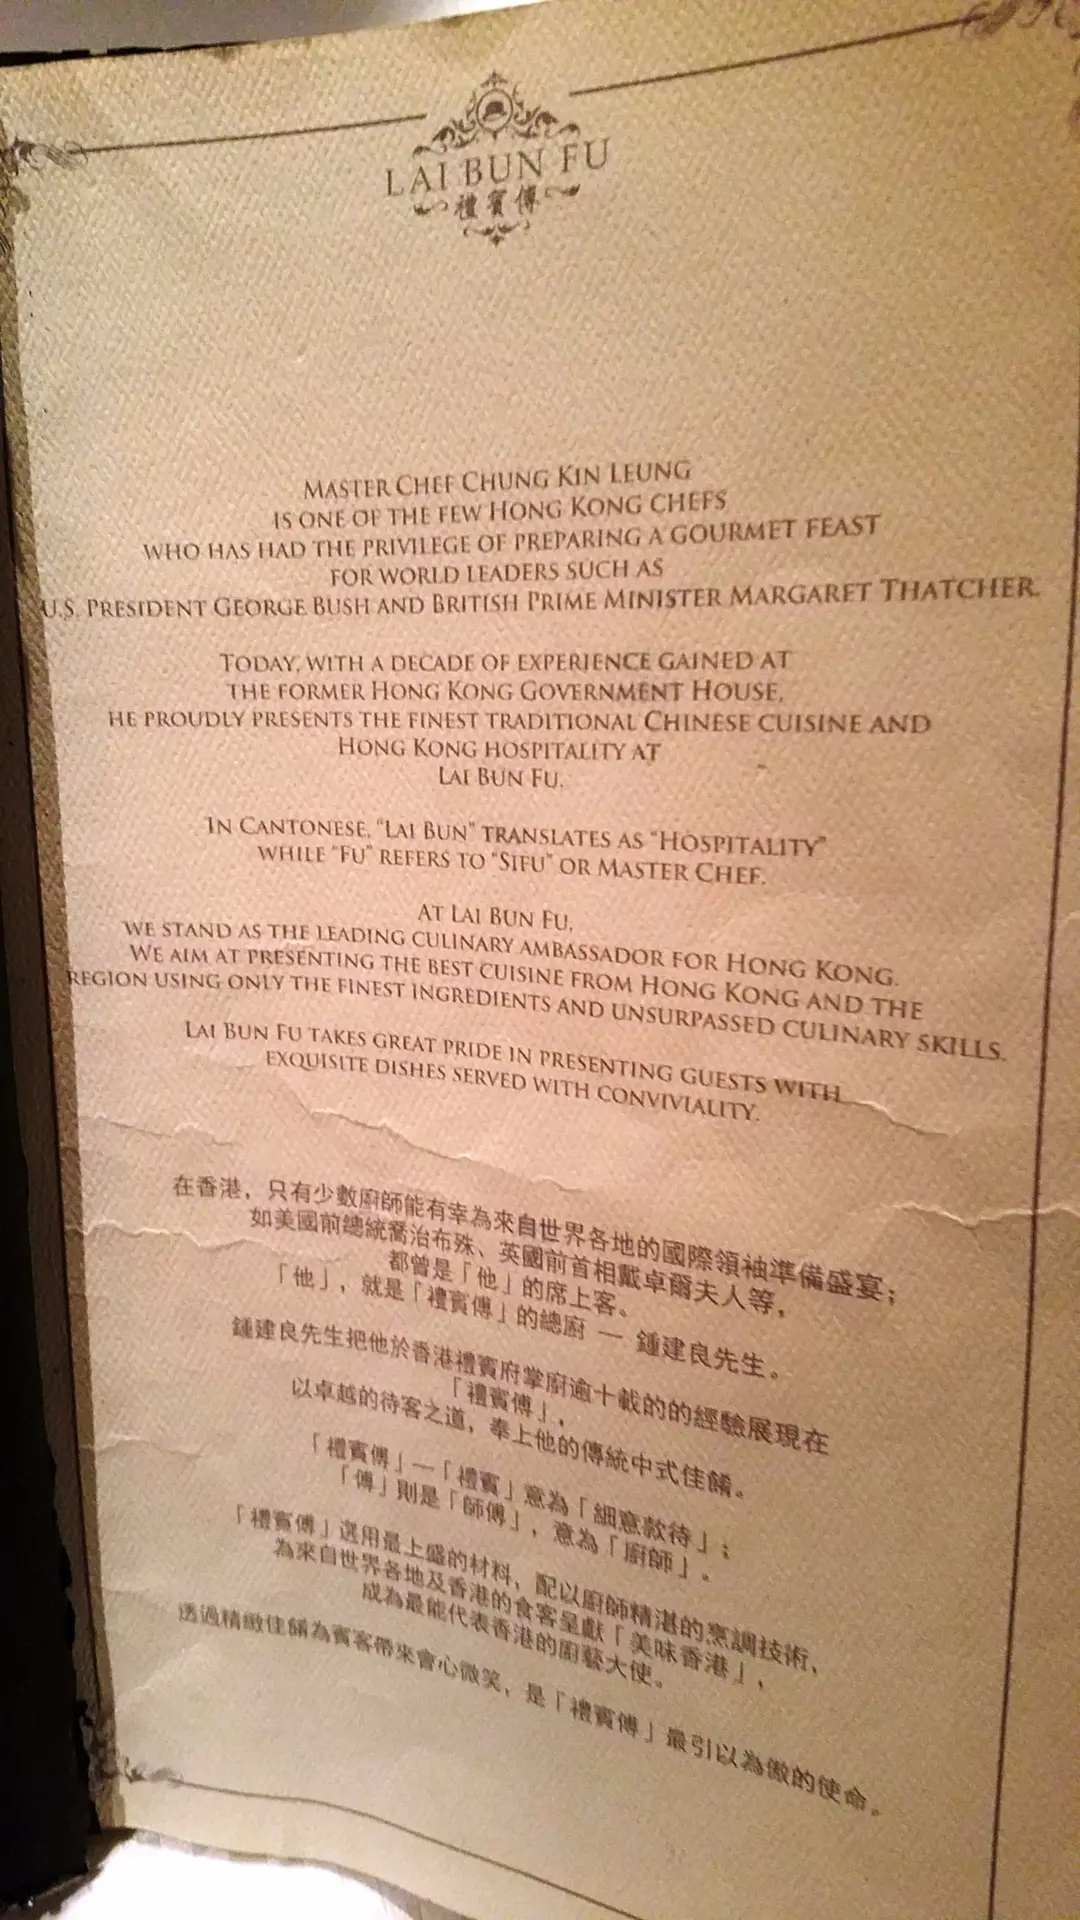 LAI BUN FU
禮賓傅
MASTER CHEF CHUNG KIN LEUNG
IS ONE OF THE FEW HONG KONG CHEFS
WHO HAS HAD THE PRIVILEGE OF PREPARING A GOURMET FEAST
FOR WORLD LEADERS SUCH AS
U.S. PRESIDENT GEORGE BUSH AND BRITISH PRIME MINISTER MARGARET THATCHER.
TODAY, WITH A DECADE OF EXPERIENCE GAINED AT
THE FORMER HONG KONG GOVERNMENT HOUSE,
HE PROUDLY PRESENTS THE FINEST TRADITIONAL CHINESE CUISINE AND
HONG KONG HOSPITALITY AT
LAI BUN FU.
IN CANTONESE, "LAI BUN" TRANSLATES AS "HOSPITALITY"
WHILE "FU" REFERS TO "SIFU" OR MASTER CHEF.
AT LAI BUN FU,
WE STAND AS THE LEADING CULINARY AMBASSADOR FOR HONG KONG.
WE AIM AT PRESENTING THE BEST CUISINE FROM HONG KONG AND THE
REGION USING ONLY THE FINEST INGREDIENTS AND UNSURPASSED CULINARY SKILLS.
LAI BUN FU TAKES GREAT PRIDE IN PRESENTING GUESTS WITH
EXQUISITE DISHES SERVED WITH CONVIVIALITY.
在香港，只有少數廚師能有幸為來自世界各地的國際領袖準備盛宴；
如美國前總統喬治布殊、英國前首相戴卓爾夫人等，
都曾是「他」的席上客。
「他」，就是「禮賓傅」的總廚 — 鍾建良先生。
鍾建良先生把他於香港禮賓府掌廚逾十載的的經驗展現在
「禮賓傅」，
以卓越的待客之道，奉上他的傳統中式佳餚。
「禮賓傅」—「禮賓」意為「細意款待」；
「傅」則是「師傅」，意為「廚師」。
「禮賓傅」選用最上盛的材料，配以廚師精湛的烹調技術，
為來自世界各地及香港的食客呈獻「美味香港」，
成為最能代表香港的廚藝大使。
透過精緻佳餚為賓客帶來會心微笑，是「禮賓傅」最引以為傲的使命。